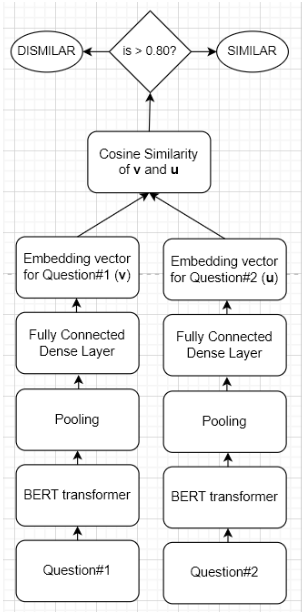 is > 0.80?
DISMILAR
SIMILAR
Cosine Similarity
of v and u
Embedding vector
for Question#1 (v)
Embedding vector
for Question#2 (u)
Fully Connected
Dense Layer
Fully Connected
Dense Layer
Pooling
Pooling
BERT transformer
BERT transformer
Question#1
Question#2